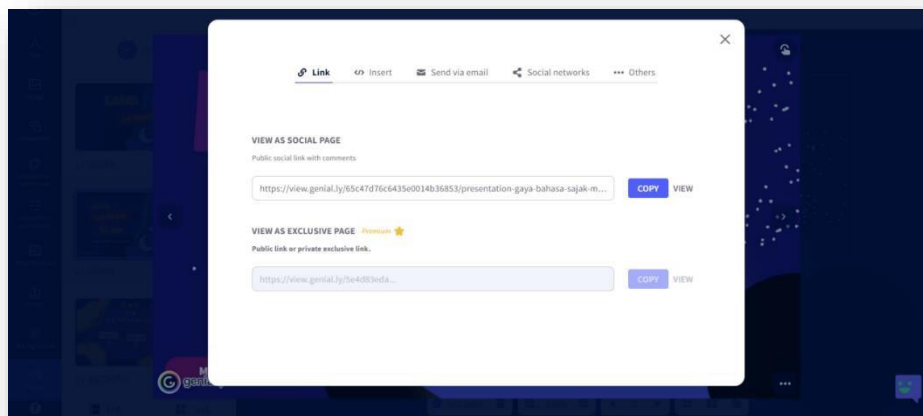 Link
Insert
Send via email
Social networks
Others
VIEW AS SOCIAL PAGE
Public social link with comments
https://view.genial.ly/65c47d76c6435e0014b36853/presentation-gaya-bahasa-sajak-m...
COPY VIEW
VIEW AS EXCLUSIVE PAGE Premium
Public link or private exclusive link.
https://view.genial.ly/5e4d83eda...
COPY VIEW